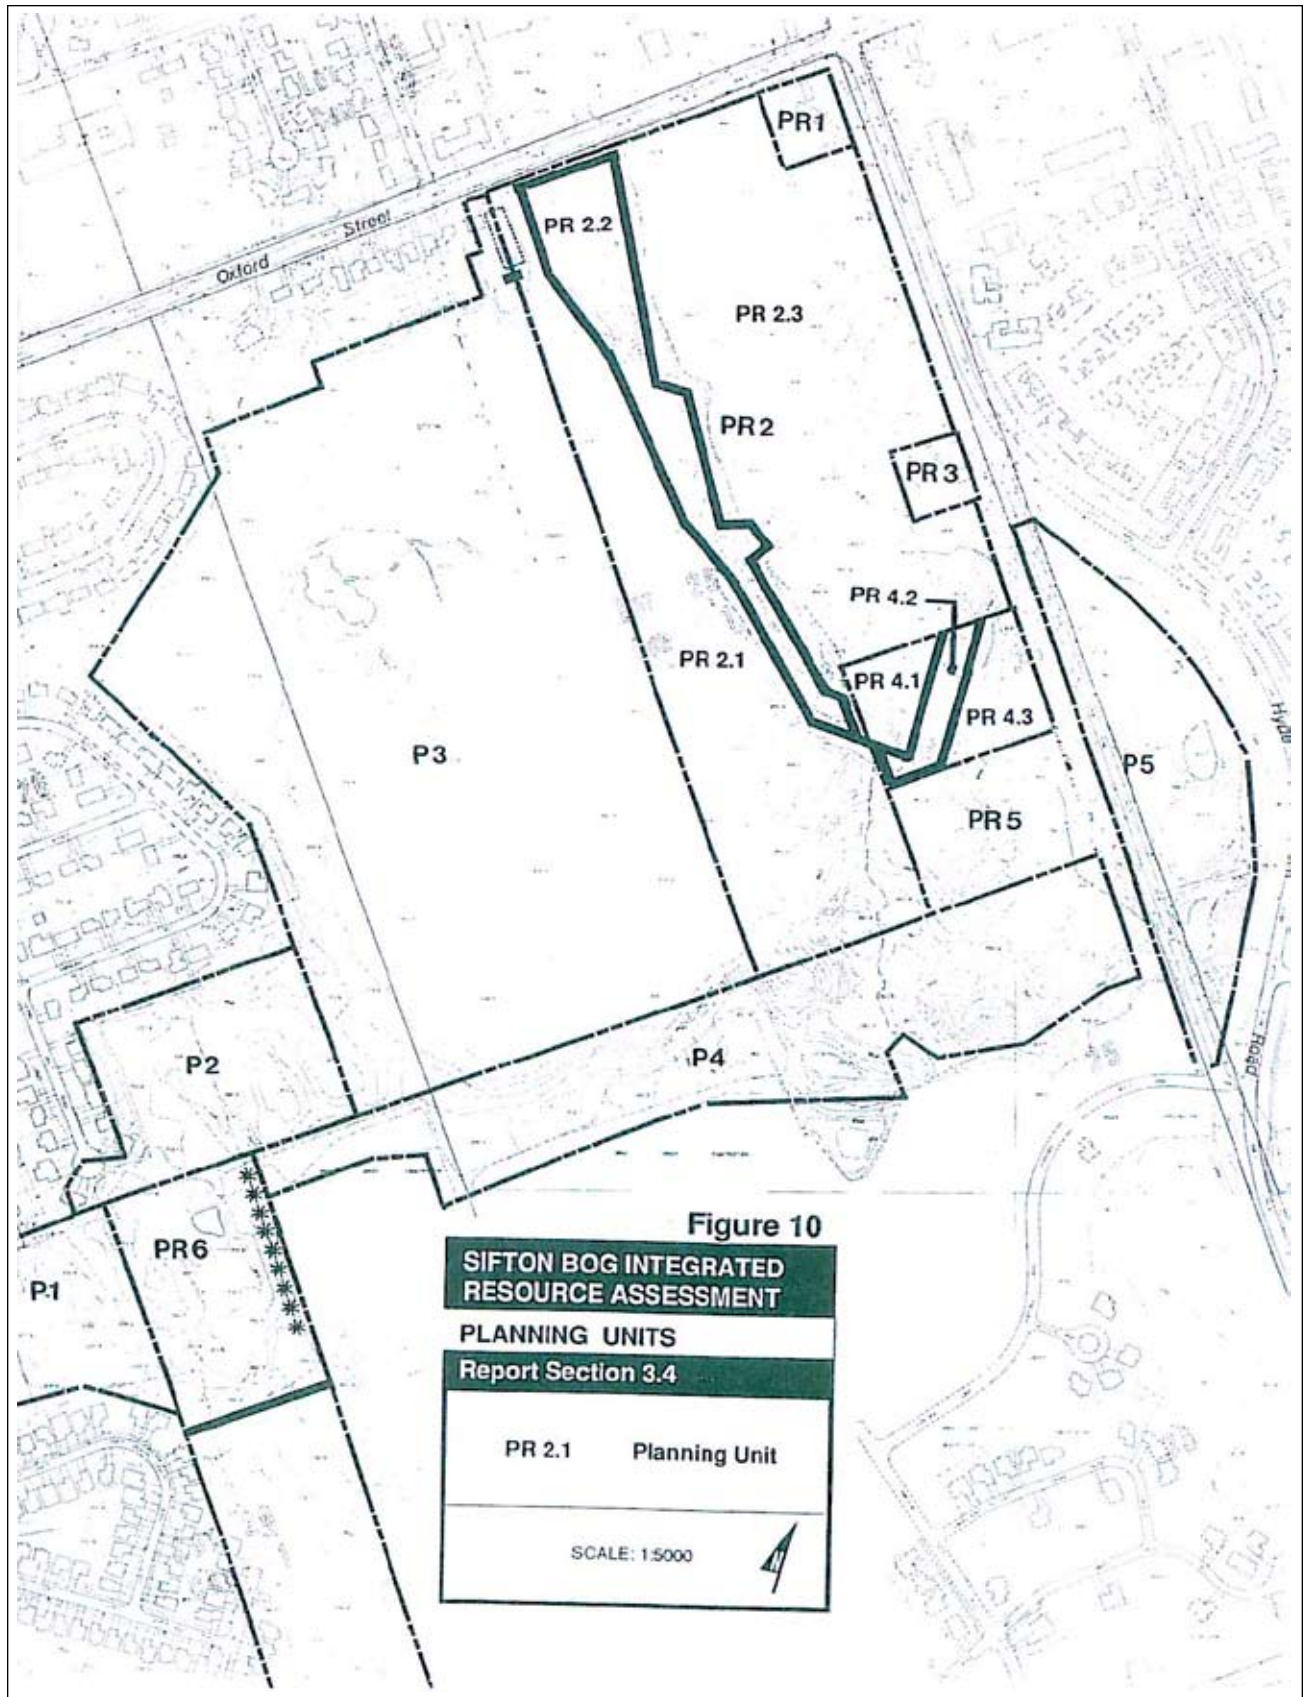 PR1
Oxford Street
PR 2.2
PR 2.3
PR 2
PR 3
PR 4.2
PR 2.1
PR 4.1
PR 4.3
Hyde
P3
P5
PR 5
P2
P4
Road
PR6
P1
Figure 10
SIFTON BOG INTEGRATED
RESOURCE ASSESSMENT
PLANNING UNITS
Report Section 3.4
PR 2.1 Planning Unit
SCALE: 1:5000
N